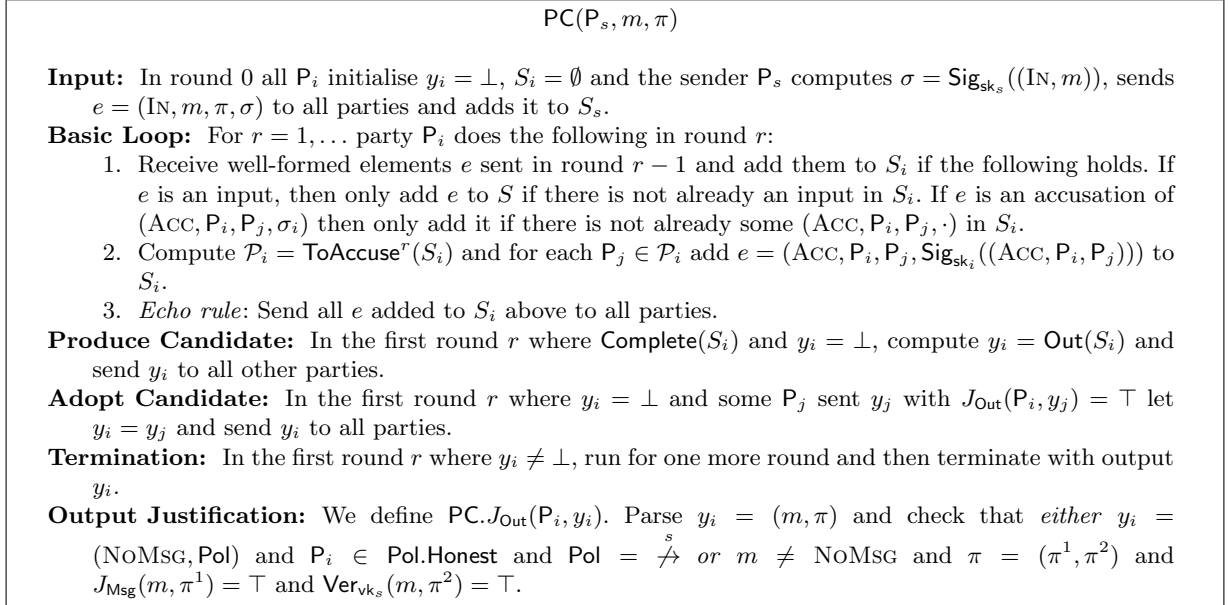 PC(P_s, m, π)
Input: In round 0 all P_i initialise y_i = ⊥, S_i = ∅ and the sender P_s computes σ = Sig_{sk_s}((IN, m)), sends
e = (IN, m, π, σ) to all parties and adds it to S_s.
Basic Loop: For r = 1, . . . party P_i does the following in round r:
1. Receive well-formed elements e sent in round r − 1 and add them to S_i if the following holds. If
e is an input, then only add e to S if there is not already an input in S_i. If e is an accusation of
(ACC, P_i, P_j, σ_i) then only add it if there is not already some (ACC, P_i, P_j, ·) in S_i.
2. Compute 𝒫_i = ToAccuse^r(S_i) and for each P_j ∈ 𝒫_i add e = (ACC, P_i, P_j, Sig_{sk_i}((ACC, P_i, P_j))) to
S_i.
3. Echo rule: Send all e added to S_i above to all parties.
Produce Candidate: In the first round r where Complete(S_i) and y_i = ⊥, compute y_i = Out(S_i) and
send y_i to all other parties.
Adopt Candidate: In the first round r where y_i = ⊥ and some P_j sent y_j with J_Out(P_i, y_j) = ⊤ let
y_i = y_j and send y_i to all parties.
Termination: In the first round r where y_i ≠ ⊥, run for one more round and then terminate with output
y_i.
Output Justification: We define PC.J_Out(P_i, y_i). Parse y_i = (m, π) and check that either y_i =
(NOMSG, Pol) and P_i ∈ Pol.Honest and Pol = ↛^s or m ≠ NOMSG and π = (π^1, π^2) and
J_Msg(m, π^1) = ⊤ and Ver_{vk_s}(m, π^2) = ⊤.